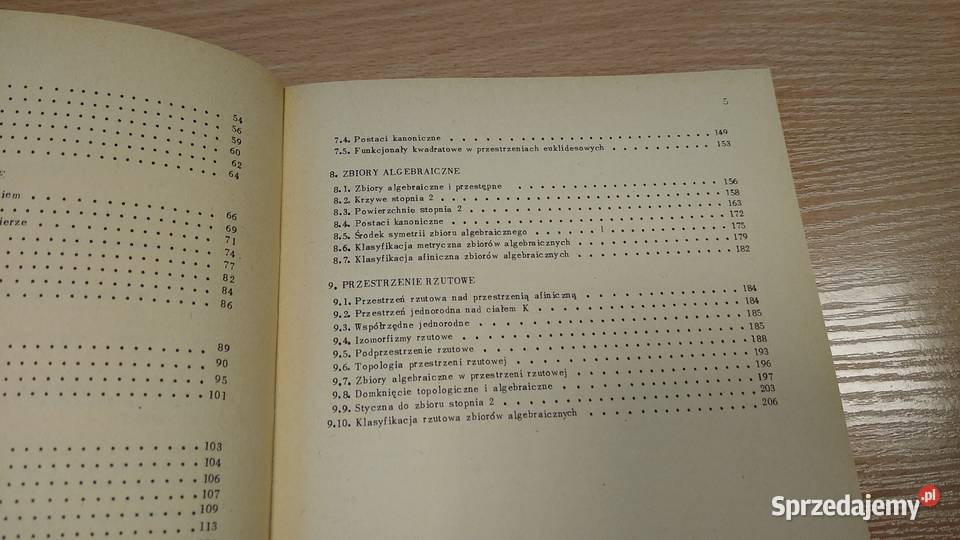 54
56
59
60
62
64
E
iem
66
ierze
69
71
74
77
82
84
86
89
90
95
101
103
104
106
107
109
113
5
7.4. Postaci kanoniczne 149
7.5. Funkcjonały kwadratowe w przestrzeniach euklidesowych 153
8. ZBIORY ALGEBRAICZNE
8.1. Zbiory algebraiczne i przestępne 156
8.2. Krzywe stopnia 2 158
8.3. Powierzchnie stopnia 2 163
8.4. Postaci kanoniczne 172
8.5. Środek symetrii zbioru algebraicznego 175
8.6. Klasyfikacja metryczna zbiorów algebraicznych 179
8.7. Klasyfikacja afiniczna zbiorów algebraicznych 182
9. PRZESTRZENIE RZUTOWE
9.1. Przestrzeń rzutowa nad przestrzenią afiniczną 184
9.2. Przestrzeń jednorodna nad ciałem K 184
9.3. Współrzędne jednorodne 185
9.4. Izomorfizmy rzutowe 185
9.5. Podprzestrzenie rzutowe 188
9.6. Topologia przestrzeni rzutowej 193
9.7. Zbiory algebraiczne w przestrzeni rzutowej 196
9.8. Domknięcie topologiczne i algebraiczne 197
9.9. Styczna do zbioru stopnia 2 203
9.10. Klasyfikacja rzutowa zbiorów algebraicznych 206
Sprzedajemy.pl